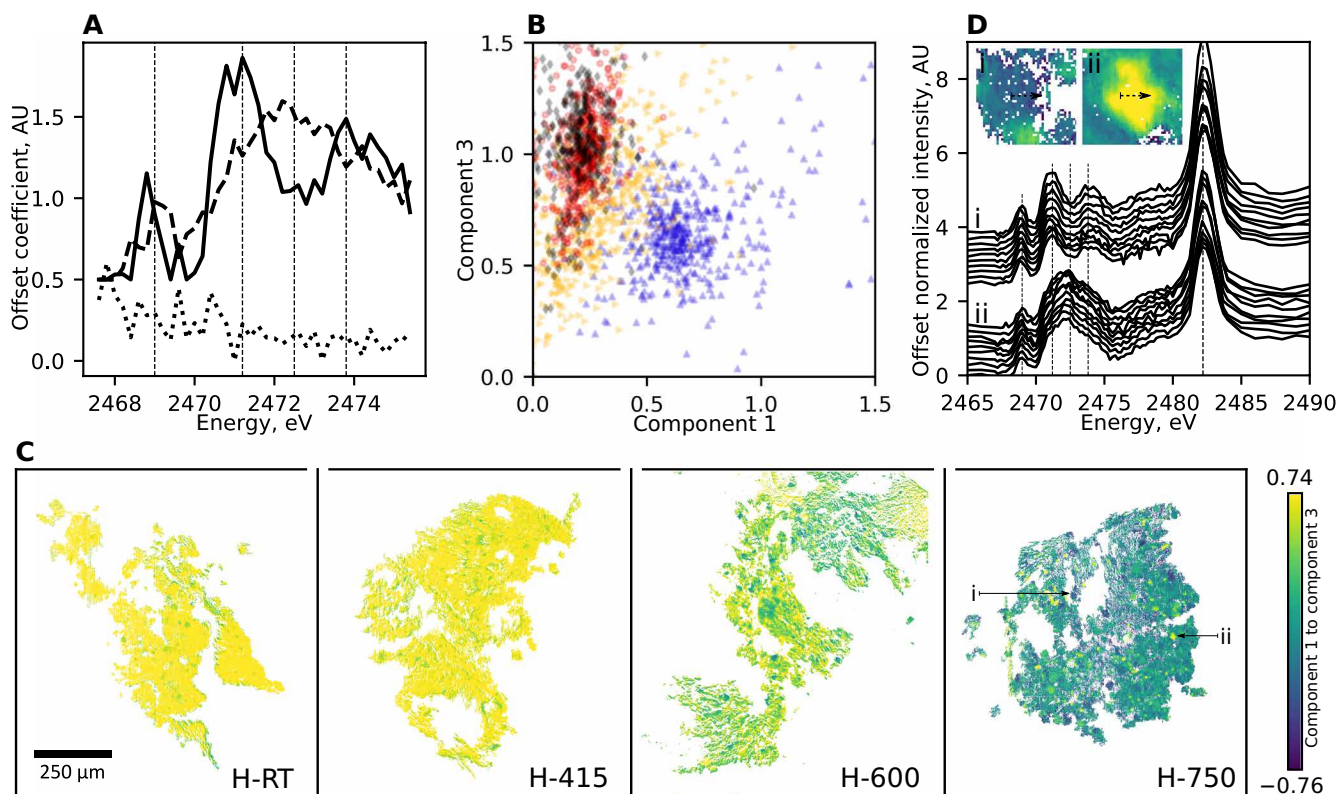 A
Offset coefficient, AU
1.5
1.0
0.5
0.0
2468 2470 2472 2474
Energy, eV
B
Component 3
1.5
1.0
0.5
0.0
0.0 0.5 1.0 1.5
Component 1
D
Offset normalized intensity, AU
8
6
4
2
0
i
ii
i
ii
2465 2470 2475 2480 2485 2490
Energy, eV
C
250 µm
H-RT
H-415
H-600
i
ii
H-750
0.74
Component 1 to component 3
−0.76